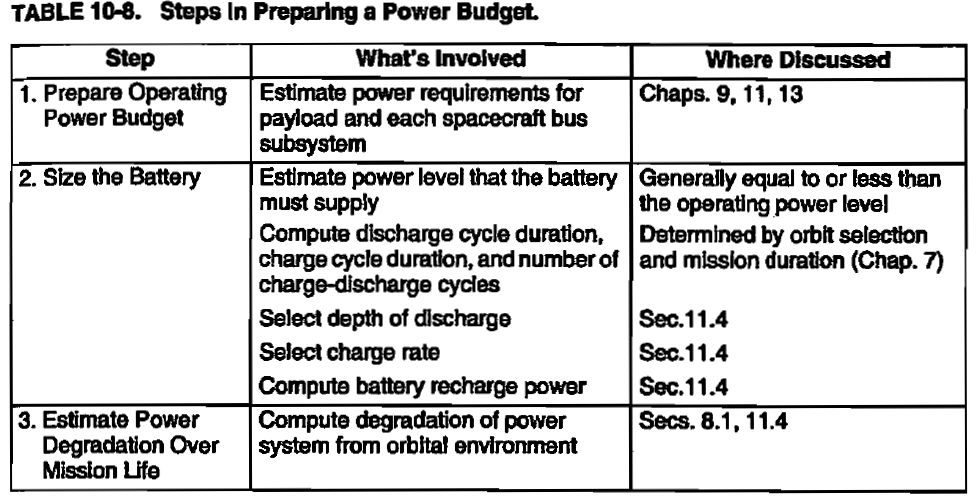 TABLE 10-8. Steps in Preparing a Power Budget.
Step
What's Involved
Where Discussed
1. Prepare Operating
Power Budget
Estimate power requirements for
payload and each spacecraft bus
subsystem
Chaps. 9, 11, 13
2. Size the Battery
Estimate power level that the battery
must supply
Generally equal to or less than
the operating power level
Compute discharge cycle duration,
charge cycle duration, and number of
charge-discharge cycles
Determined by orbit selection
and mission duration (Chap. 7)
Select depth of discharge
Sec.11.4
Select charge rate
Sec.11.4
Compute battery recharge power
Sec.11.4
3. Estimate Power
Degradation Over
Mission Life
Compute degradation of power
system from orbital environment
Secs. 8.1, 11.4